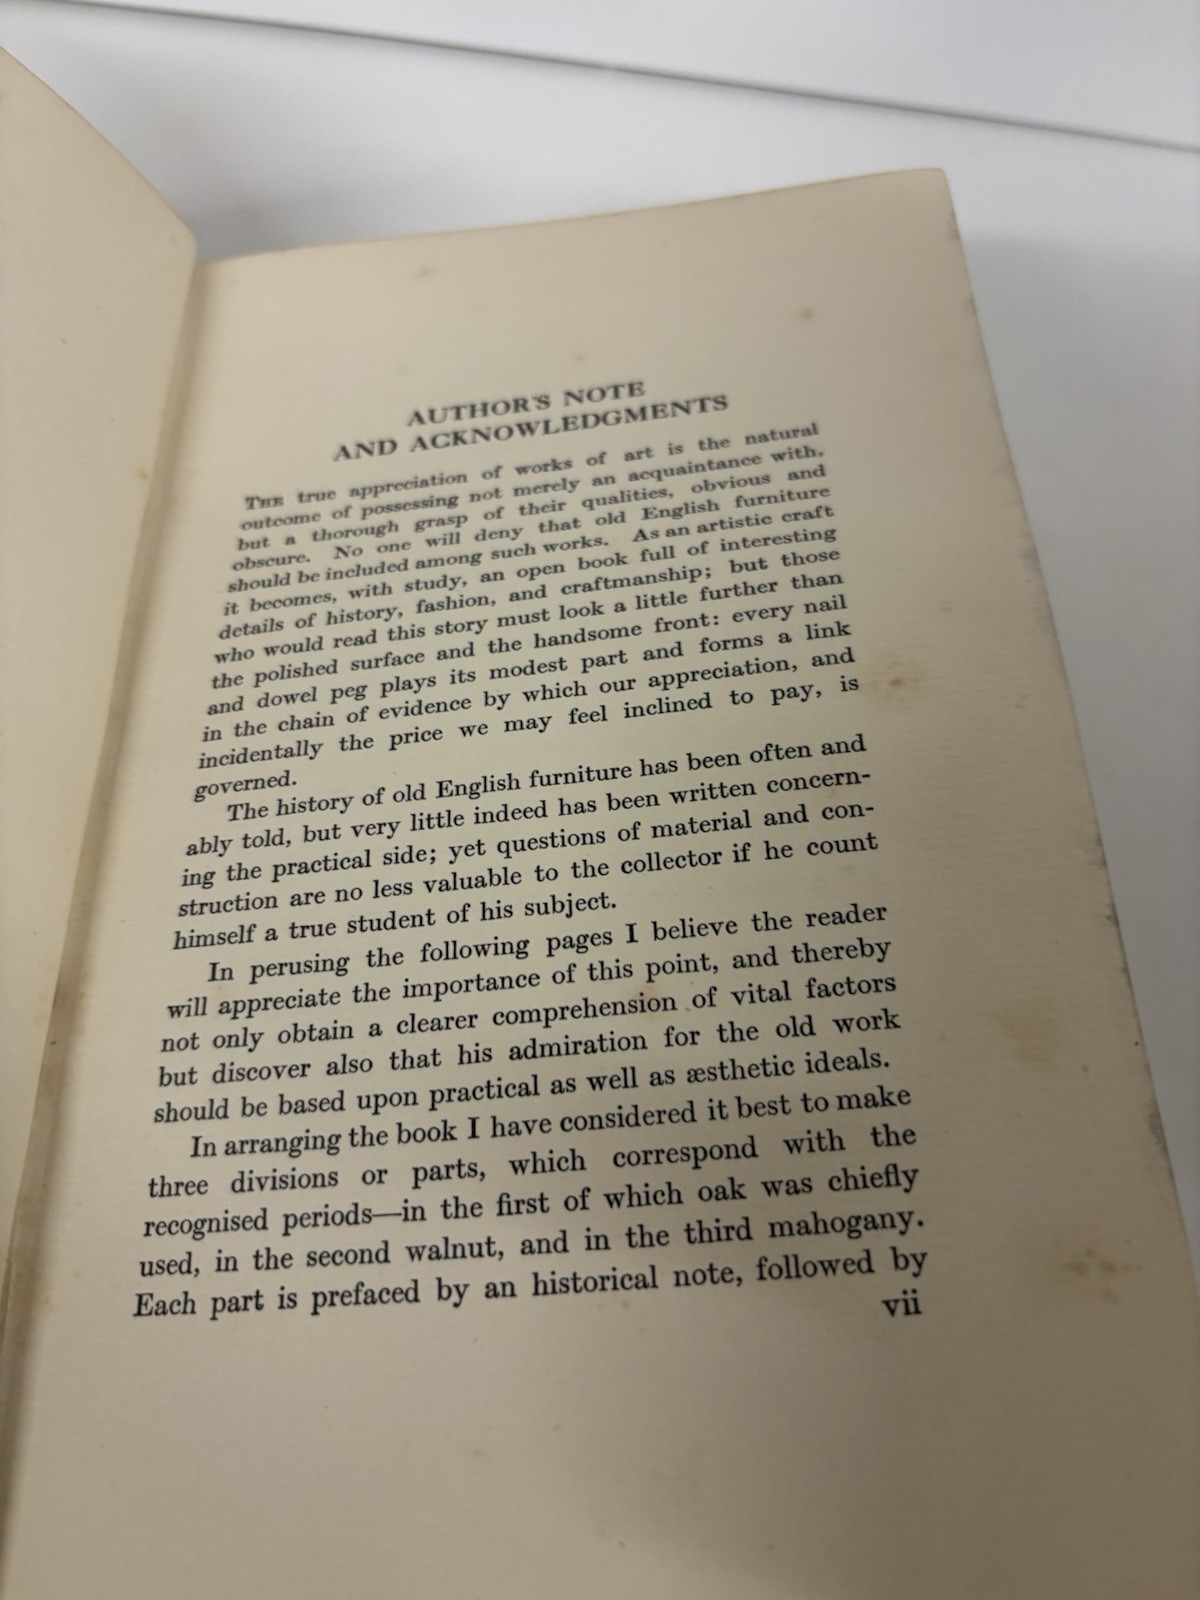 AUTHOR'S NOTE
AND ACKNOWLEDGMENTS
THE true appreciation of works of art is the natural
outcome of possessing not merely an acquaintance with,
but a thorough grasp of their qualities, obvious and
obscure. No one will deny that old English furniture
should be included among such works. As an artistic craft
it becomes, with study, an open book full of interesting
details of history, fashion, and craftmanship; but those
who would read this story must look a little further than
the polished surface and the handsome front: every nail
and dowel peg plays its modest part and forms a link
in the chain of evidence by which our appreciation, and
incidentally the price we may feel inclined to pay, is
governed.
The history of old English furniture has been often and
ably told, but very little indeed has been written concern-
ing the practical side; yet questions of material and con-
struction are no less valuable to the collector if he count
himself a true student of his subject.
In perusing the following pages I believe the reader
will appreciate the importance of this point, and thereby
not only obtain a clearer comprehension of vital factors
but discover also that his admiration for the old work
should be based upon practical as well as æsthetic ideals.
In arranging the book I have considered it best to make
three divisions or parts, which correspond with the
recognised periods—in the first of which oak was chiefly
used, in the second walnut, and in the third mahogany.
Each part is prefaced by an historical note, followed by
vii